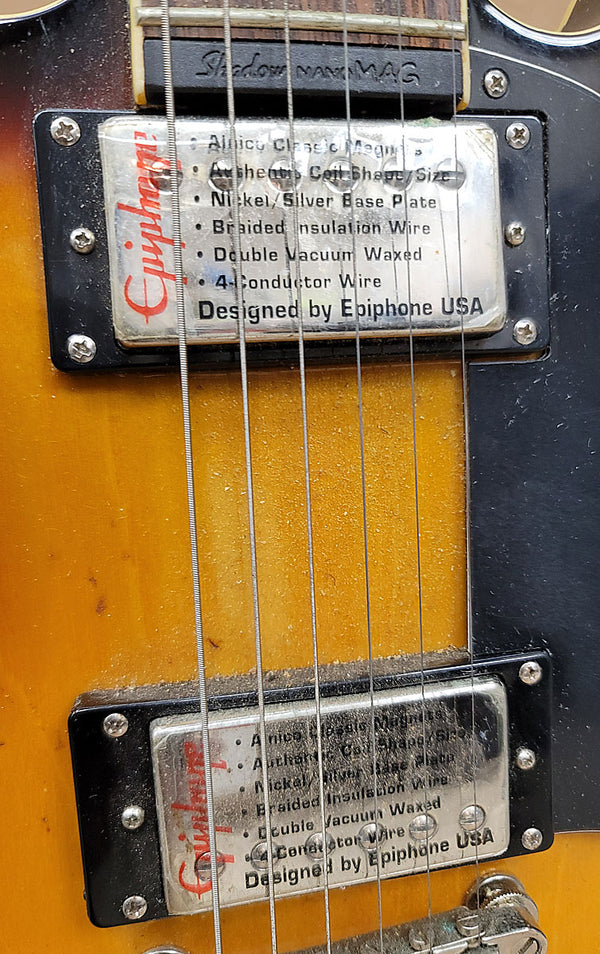 Shadow NANOMAG
Epiphone
• Alnico Classic Magnets
• Authentic Coil Shape/Size
• Nickel/Silver Base Plate
• Braided Insulation Wire
• Double Vacuum Waxed
• 4-Conductor Wire
Designed by Epiphone USA
Epiphone
• Alnico Classic Magnets
• Authentic Coil Shape/Size
• Nickel/Silver Base Plate
• Braided Insulation Wire
• Double Vacuum Waxed
• 4-Conductor Wire
Designed by Epiphone USA